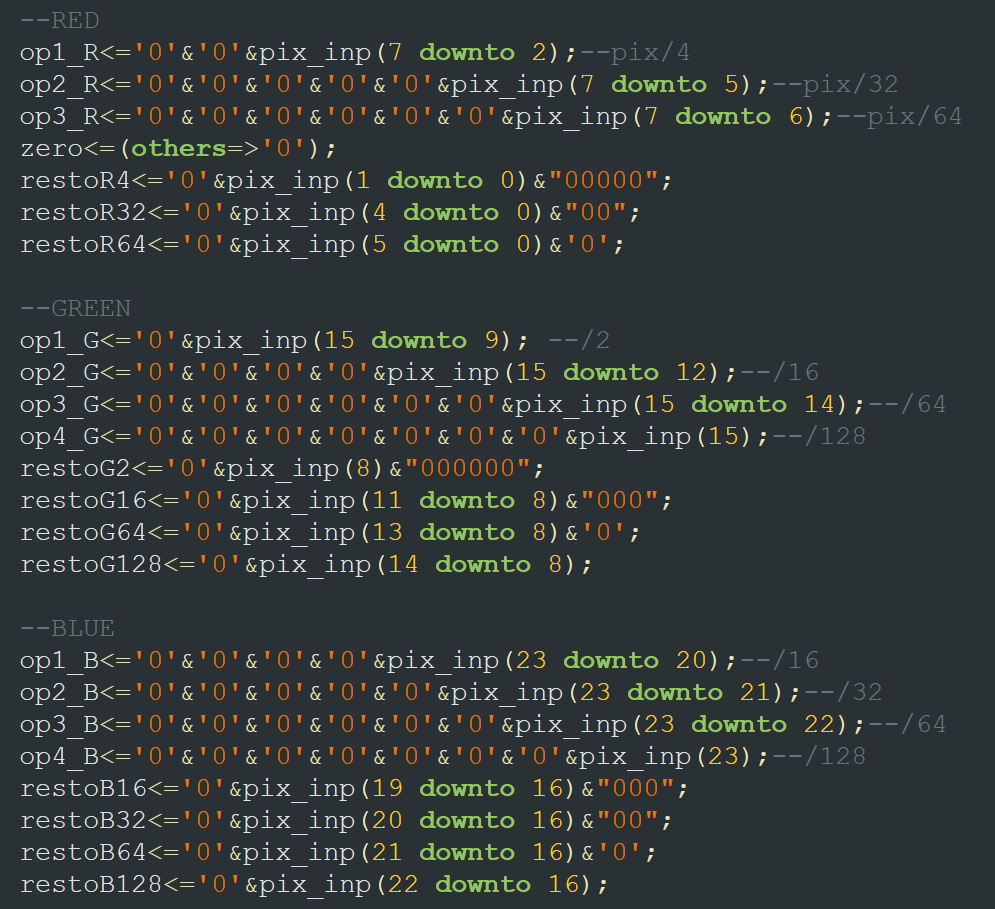 --RED
op1_R<='0'&'0'&pix_inp(7 downto 2);--pix/4
op2_R<='0'&'0'&'0'&'0'&'0'&pix_inp(7 downto 5);--pix/32
op3_R<='0'&'0'&'0'&'0'&'0'&'0'&pix_inp(7 downto 6);--pix/64
zero<=(others=>'0');
restoR4<='0'&pix_inp(1 downto 0)&"00000";
restoR32<='0'&pix_inp(4 downto 0)&"00";
restoR64<='0'&pix_inp(5 downto 0)&'0';
--GREEN
op1_G<='0'&pix_inp(15 downto 9); --/2
op2_G<='0'&'0'&'0'&'0'&pix_inp(15 downto 12);--/16
op3_G<='0'&'0'&'0'&'0'&'0'&'0'&pix_inp(15 downto 14);--/64
op4_G<='0'&'0'&'0'&'0'&'0'&'0'&'0'&pix_inp(15);--/128
restoG2<='0'&pix_inp(8)&"000000";
restoG16<='0'&pix_inp(11 downto 8)&"000";
restoG64<='0'&pix_inp(13 downto 8)&'0';
restoG128<='0'&pix_inp(14 downto 8);
--BLUE
op1_B<='0'&'0'&'0'&'0'&pix_inp(23 downto 20);--/16
op2_B<='0'&'0'&'0'&'0'&'0'&pix_inp(23 downto 21);--/32
op3_B<='0'&'0'&'0'&'0'&'0'&'0'&pix_inp(23 downto 22);--/64
op4_B<='0'&'0'&'0'&'0'&'0'&'0'&'0'&pix_inp(23);--/128
restoB16<='0'&pix_inp(19 downto 16)&"000";
restoB32<='0'&pix_inp(20 downto 16)&"00";
restoB64<='0'&pix_inp(21 downto 16)&'0';
restoB128<='0'&pix_inp(22 downto 16);